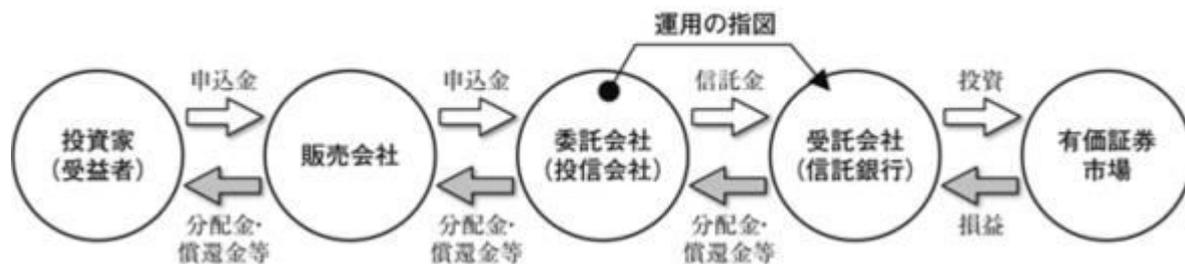 運用の指図
申込金
申込金
信託金
投資
投資家
(受益者)
販売会社
委託会社
(投信会社)
受託会社
(信託銀行)
有価証券
市場
分配金・
償還金等
分配金・
償還金等
分配金・
償還金等
損益